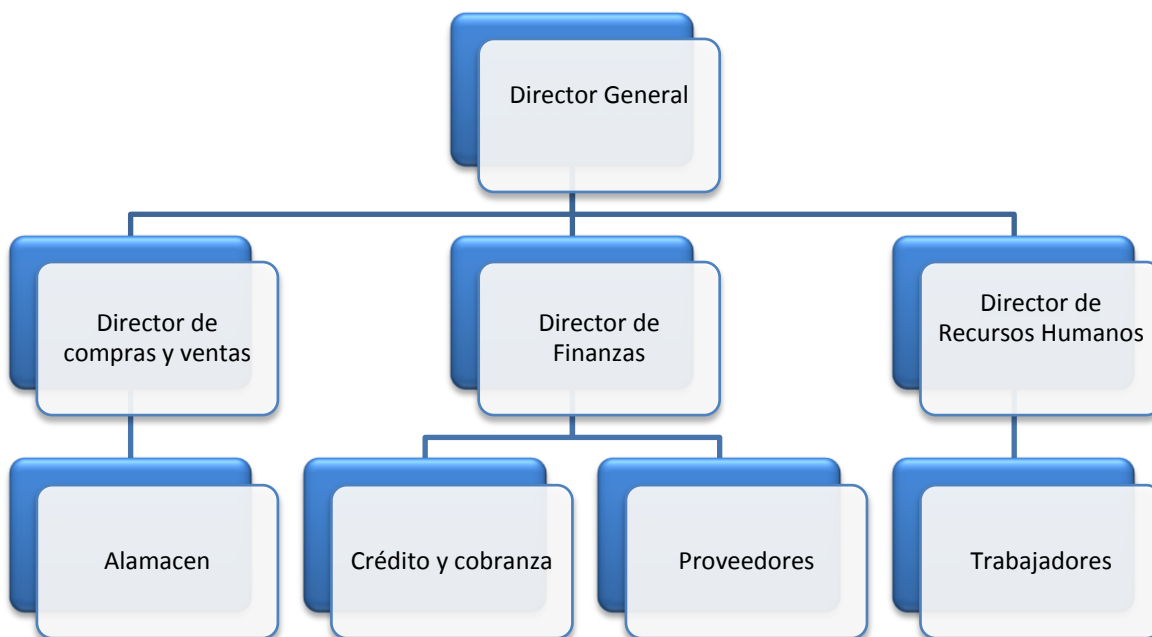 Director General
Director de
compras y ventas
Director de
Finanzas
Director de
Recursos Humanos
Alamacen
Crédito y cobranza
Proveedores
Trabajadores